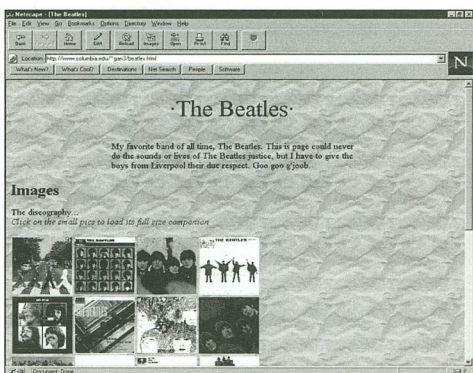 Netscape - [The Beatles]
File Edit View Go Bookmarks Options Directory Window Help
Back Home Edit Reload Images Open Print Find
Location: http://www.columbia.edu/~gan3/beatles.html
What's New? What's Cool? Destinations Net Search People Software
N
·The Beatles·
My favorite band of all time, The Beatles. This is page could never
do the sounds or lives of The Beatles justice, but I have to give the
boys from Liverpool their due respect. Goo goo g'joob.
Images
The discography...
Click on the small pics to load its full size companion
THE BEATLES
Document: Done